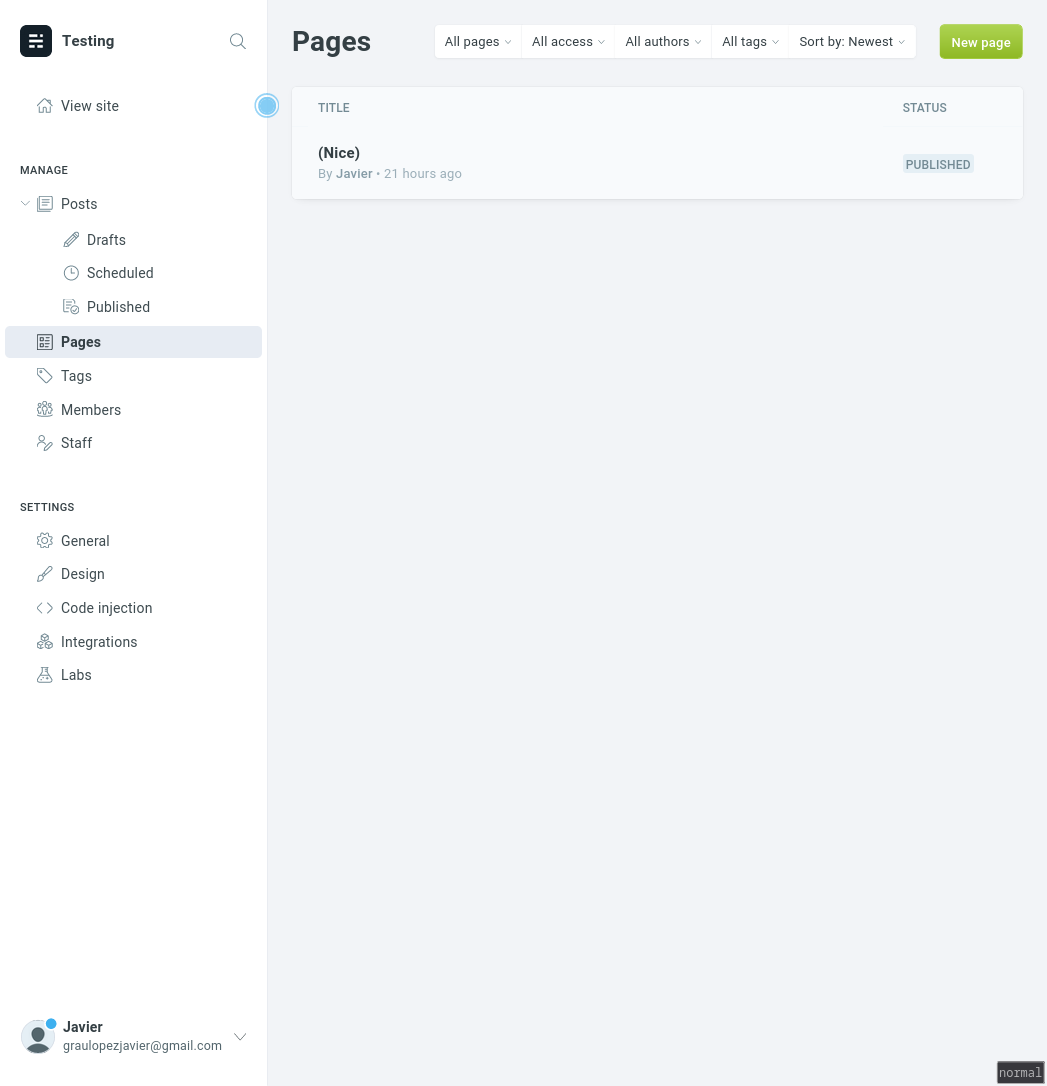 Testing
View site
MANAGE
Posts
Drafts
Scheduled
Published
Pages
Tags
Members
Staff
SETTINGS
General
Design
Code injection
Integrations
Labs
Javier
graulopezjavier@gmail.com
Pages
All pages All access All authors All tags Sort by: Newest
New page
TITLE STATUS
(Nice)
By Javier • 21 hours ago
PUBLISHED
normal